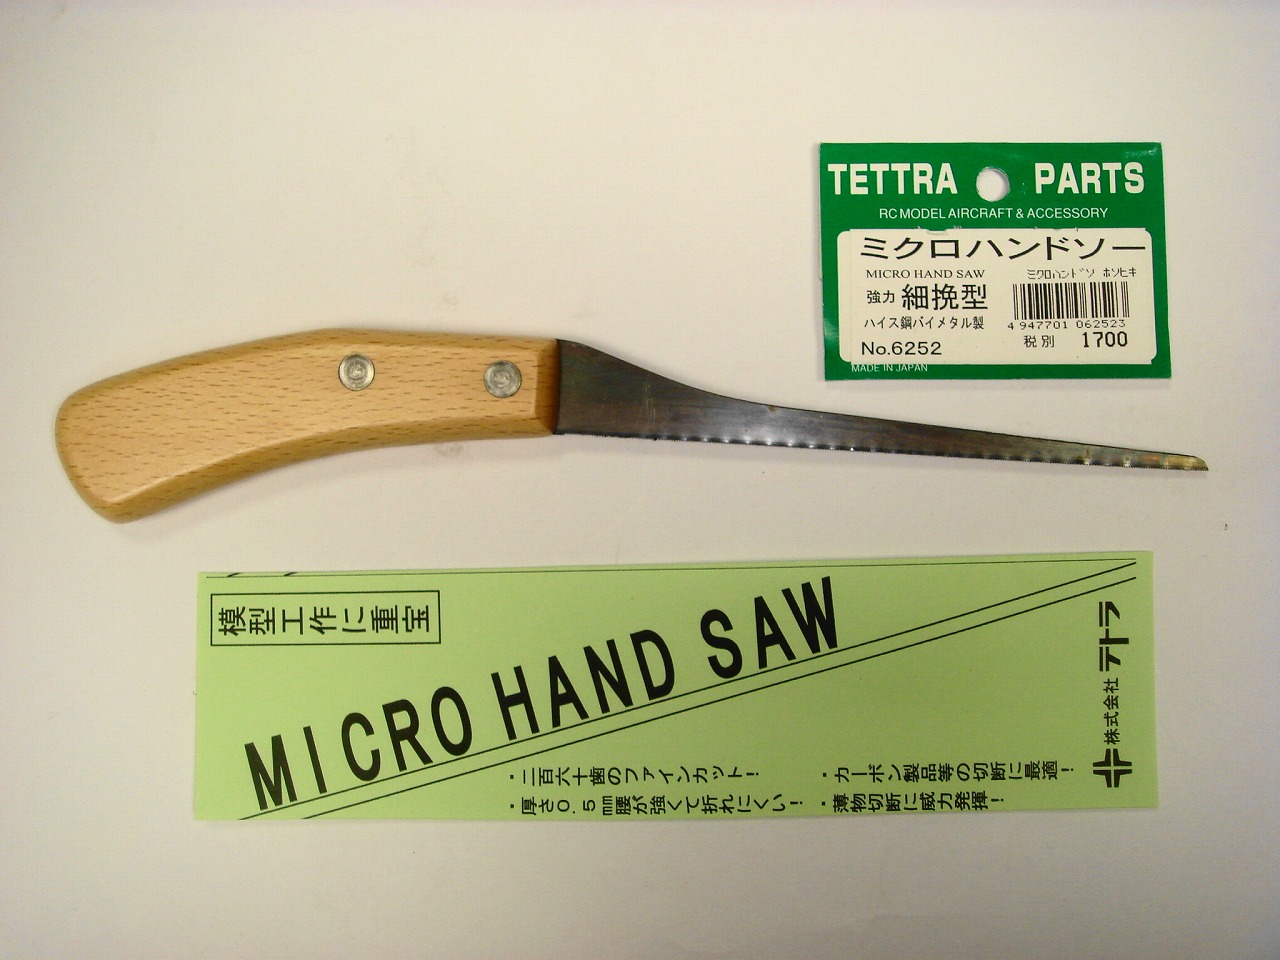 TETTRA PARTS
RC MODEL AIRCRAFT & ACCESSORY
ミクロハンドソー
MICRO HAND SAW
ミクロハンドソ ホソヒキ
強力 細挽型
ハイス鋼バイメタル製
4 947701 062523
No.6252
税別 1700
MADE IN JAPAN
模型工作に重宝
MICRO HAND SAW
・二百六十歯のファインカット!
・厚さ0.5㎜腰が強くて折れにくい!
・カーボン製品等の切断に最適!
・薄物切断に威力発揮!
株式会社 テトラ